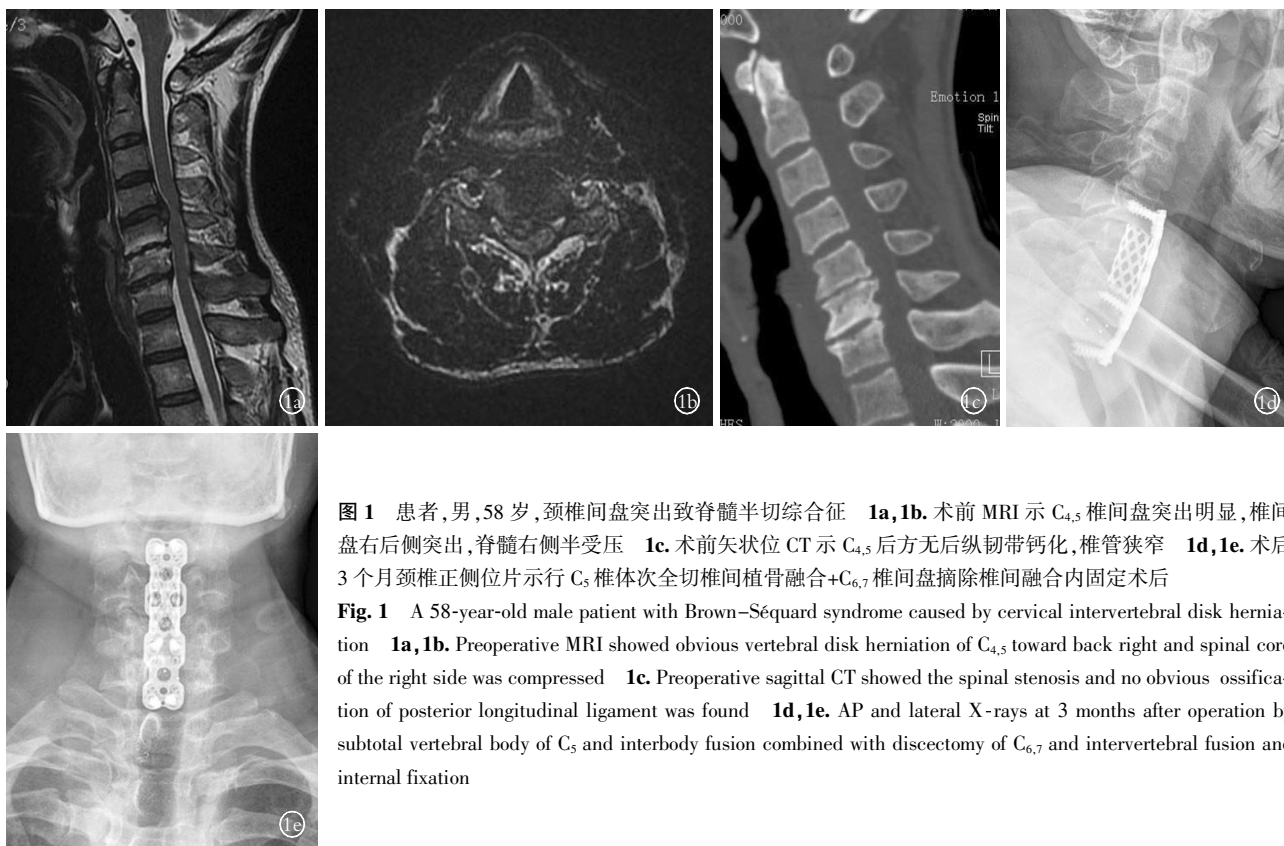 e/3
000
Emotion 1
Spin
Tilt
L
1a
1b
1c
1d
1e
图 1 患者,男,58 岁,颈椎间盘突出致脊髓半切综合征 1a,1b. 术前 MRI 示 C4,5 椎间盘突出明显,椎间
盘右后侧突出,脊髓右侧半受压 1c. 术前矢状位 CT 示 C4,5 后方无后纵韧带钙化,椎管狭窄 1d,1e. 术后
3 个月颈椎正侧位片示行 C5 椎体次全切椎间植骨融合+C6,7 椎间盘摘除椎间融合内固定术后
Fig. 1 A 58-year-old male patient with Brown–Séquard syndrome caused by cervical intervertebral disk hernia-
tion 1a,1b. Preoperative MRI showed obvious vertebral disk herniation of C4,5 toward back right and spinal cord
of the right side was compressed 1c. Preoperative sagittal CT showed the spinal stenosis and no obvious ossifica-
tion of posterior longitudinal ligament was found 1d,1e. AP and lateral X-rays at 3 months after operation by
subtotal vertebral body of C5 and interbody fusion combined with discectomy of C6,7 and intervertebral fusion and
internal fixation